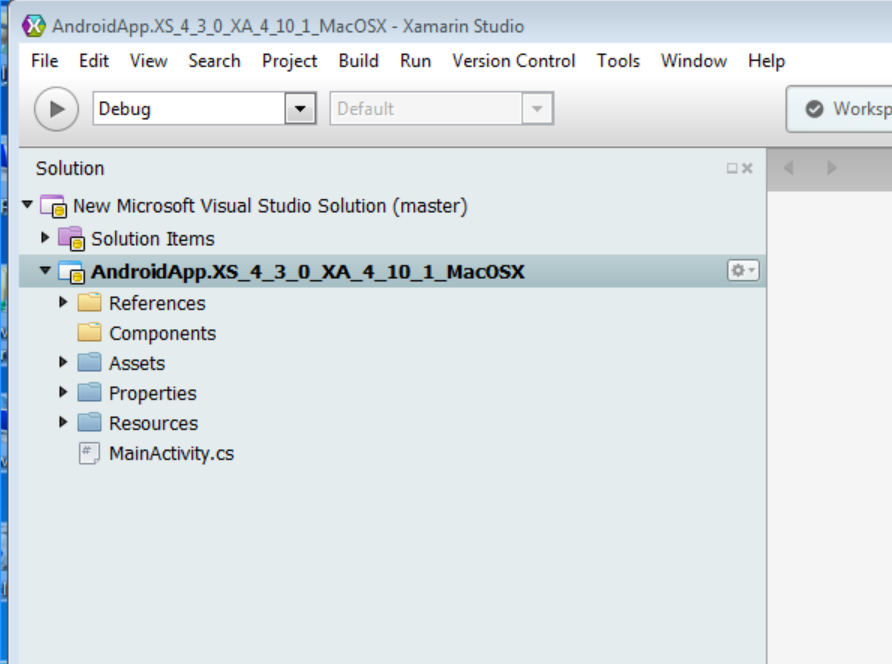 AndroidApp.XS_4_3_0_XA_4_10_1_MacOSX - Xamarin Studio
File Edit View Search Project Build Run Version Control Tools Window Help
Debug Default Worksp
Solution
New Microsoft Visual Studio Solution (master)
Solution Items
AndroidApp.XS_4_3_0_XA_4_10_1_MacOSX
References
Components
Assets
Properties
Resources
MainActivity.cs